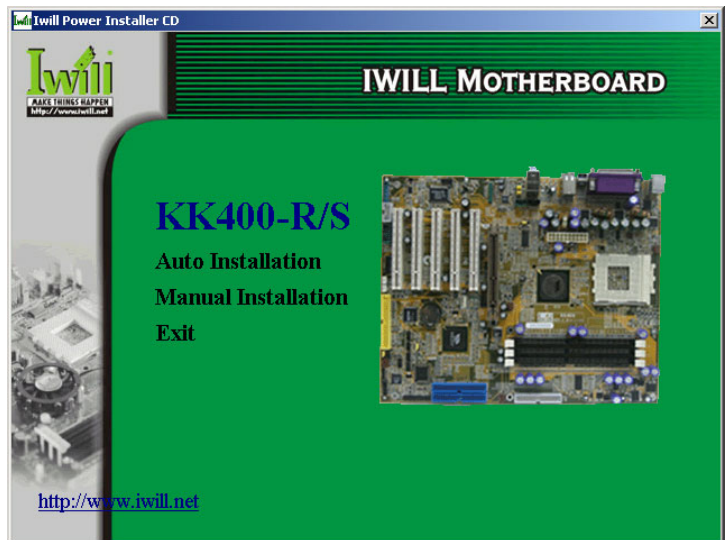 Iwill Power Installer CD
Iwill
MAKE THINGS HAPPEN
http://www.iwill.net
IWILL MOTHERBOARD
KK400-R/S
Auto Installation
Manual Installation
Exit
http://www.iwill.net